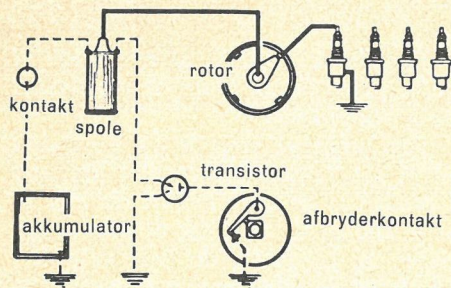 rotor
kontakt
spole
transistor
akkumulator
afbryderkontakt